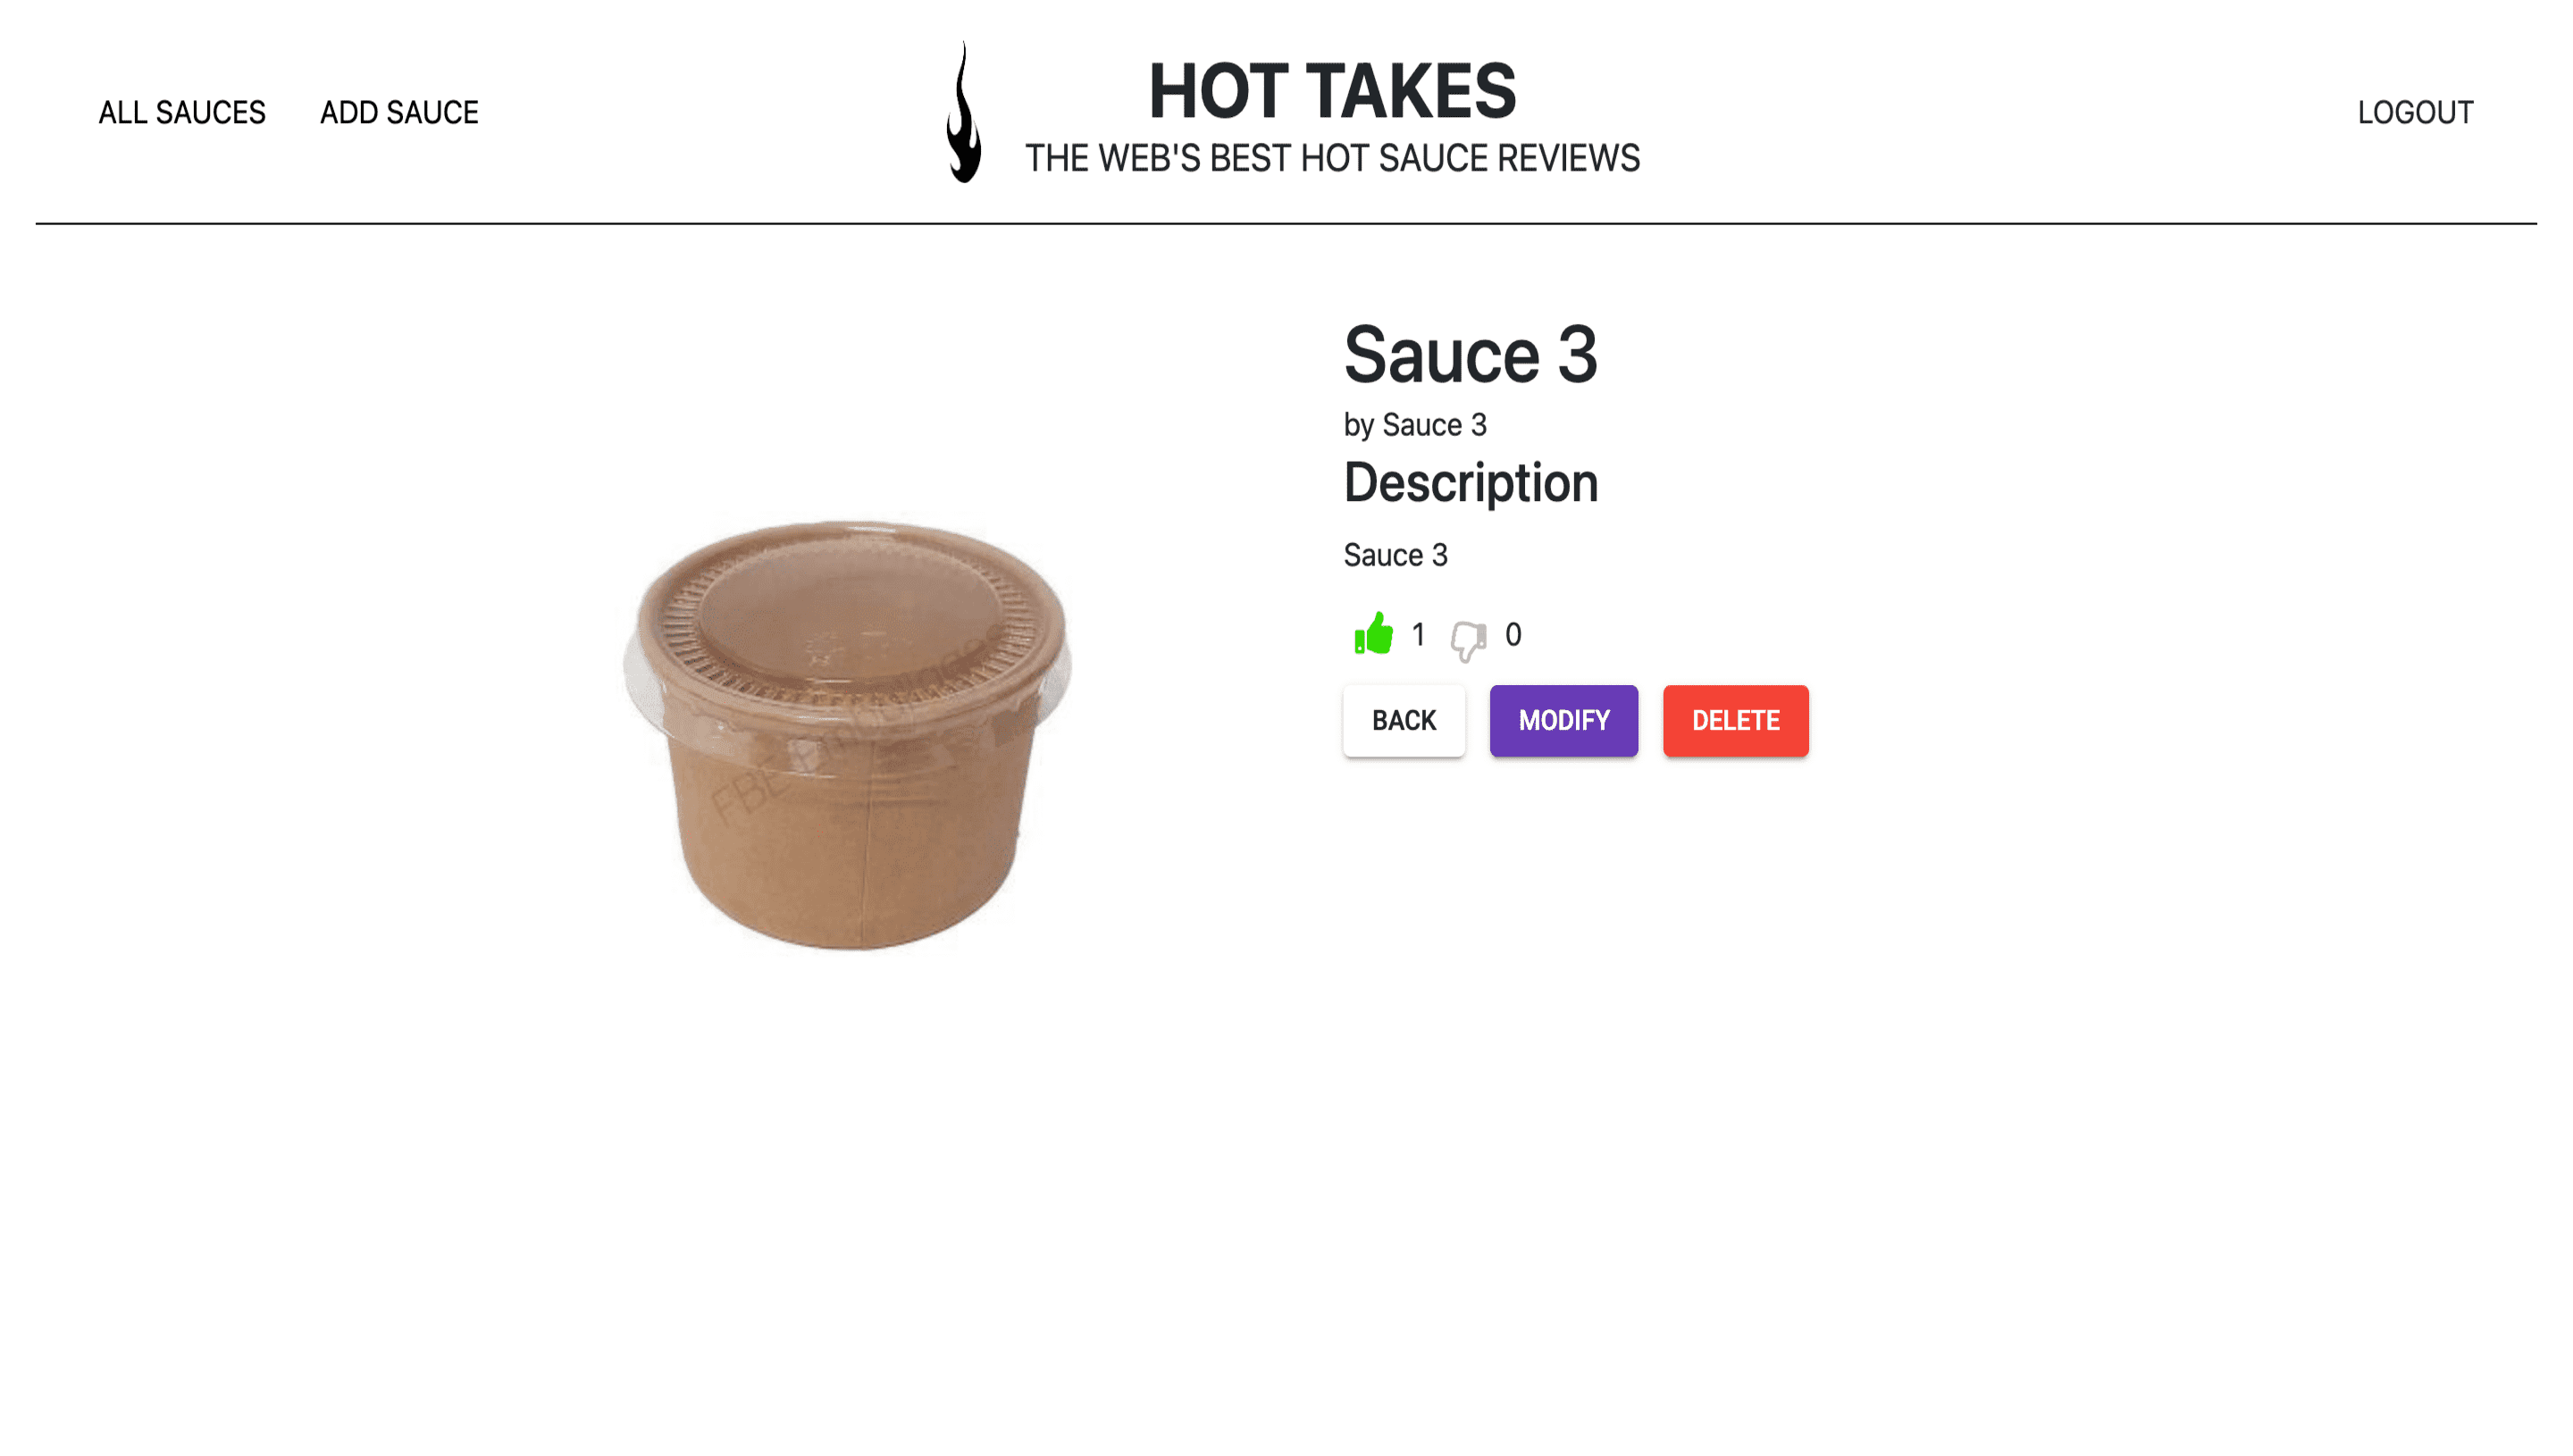 ALL SAUCES ADD SAUCE
HOT TAKES
THE WEB'S BEST HOT SAUCE REVIEWS
LOGOUT
Sauce 3
by Sauce 3
Description
Sauce 3
1 0
BACK MODIFY DELETE
FBE